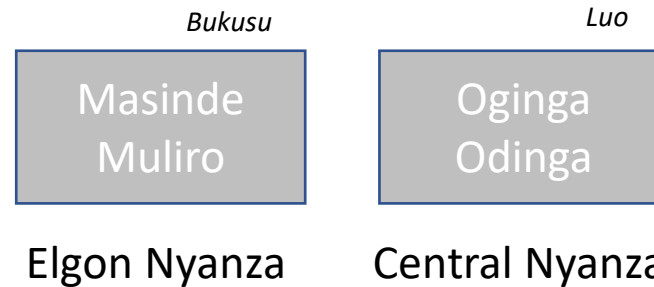 Bukusu
Masinde
Muliro
Elgon Nyanza
Luo
Oginga
Odinga
Central Nyanza